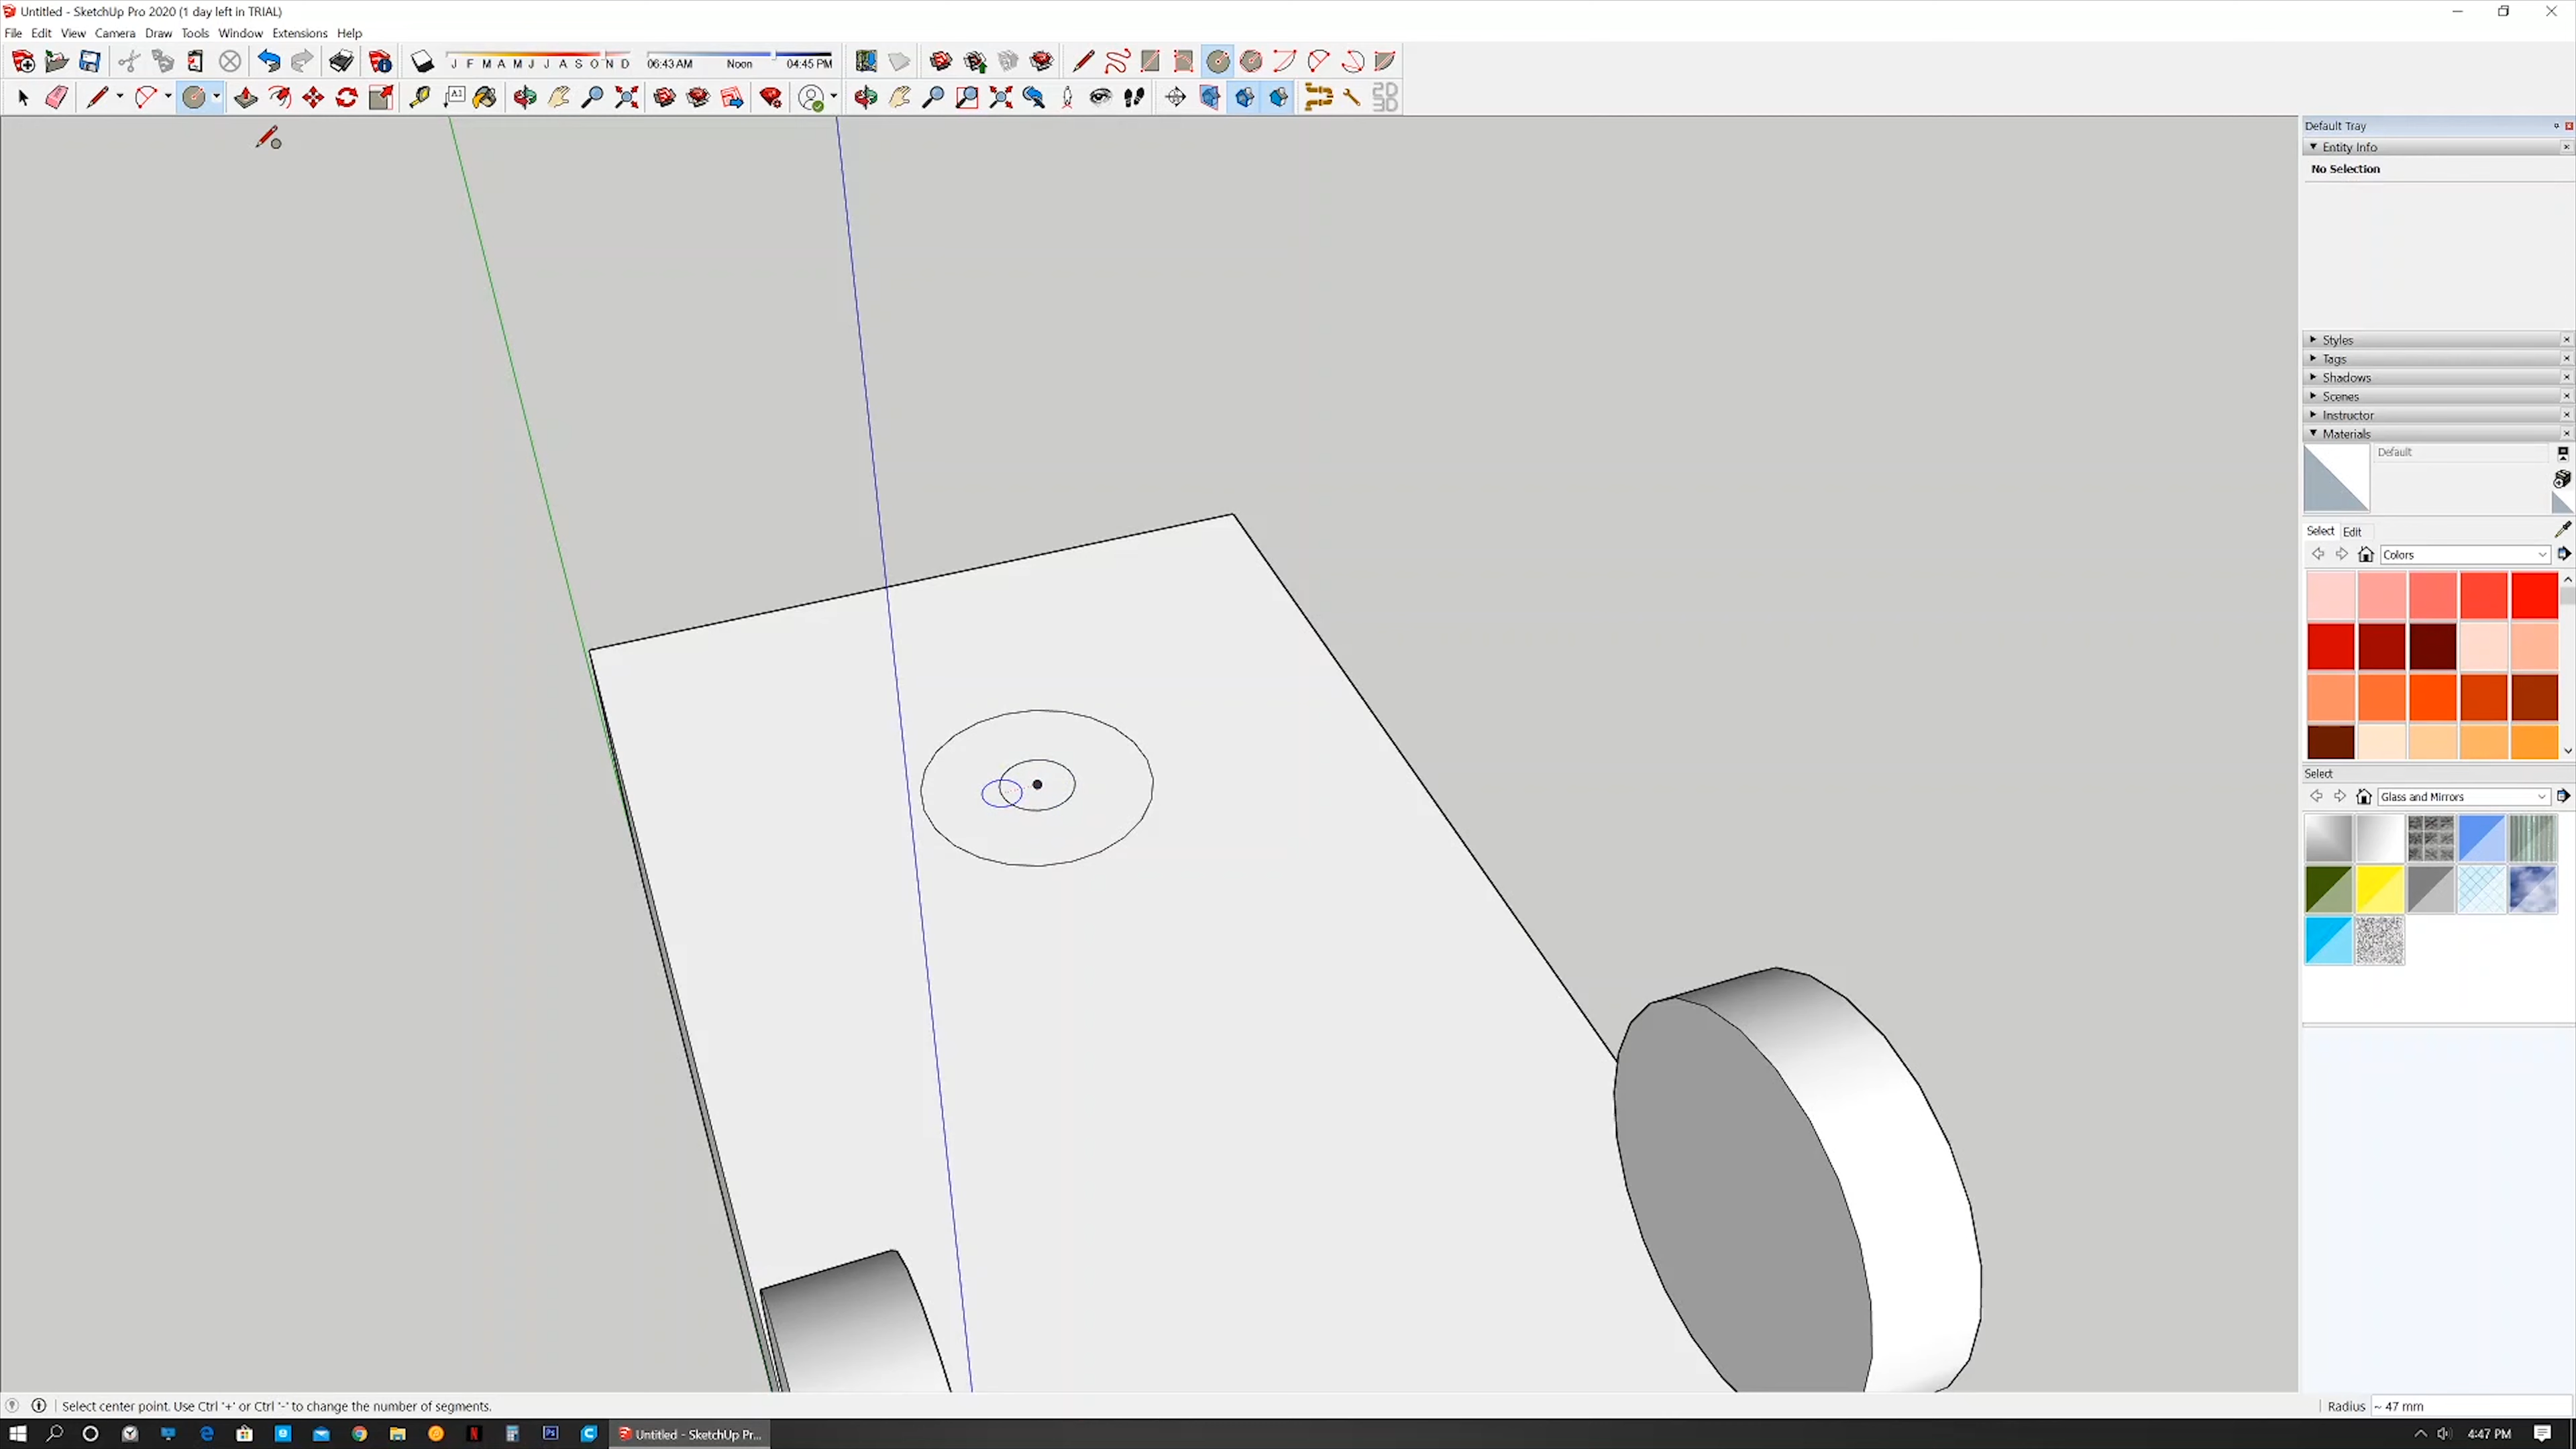 Untitled - SketchUp Pro 2020 (1 day left in TRIAL)
File Edit View Camera Draw Tools Window Extensions Help
J F M A M J J A S O N D 06:43 AM Noon 04:45 PM
A1
2D
3D
Default Tray
Entity Info
No Selection
Styles
Tags
Shadows
Scenes
Instructor
Materials
Default
Select Edit
Colors
Select
Glass and Mirrors
Select center point. Use Ctrl '+' or Ctrl '-' to change the number of segments.
Radius ~ 47 mm
Untitled - SketchUp Pr...
4:47 PM